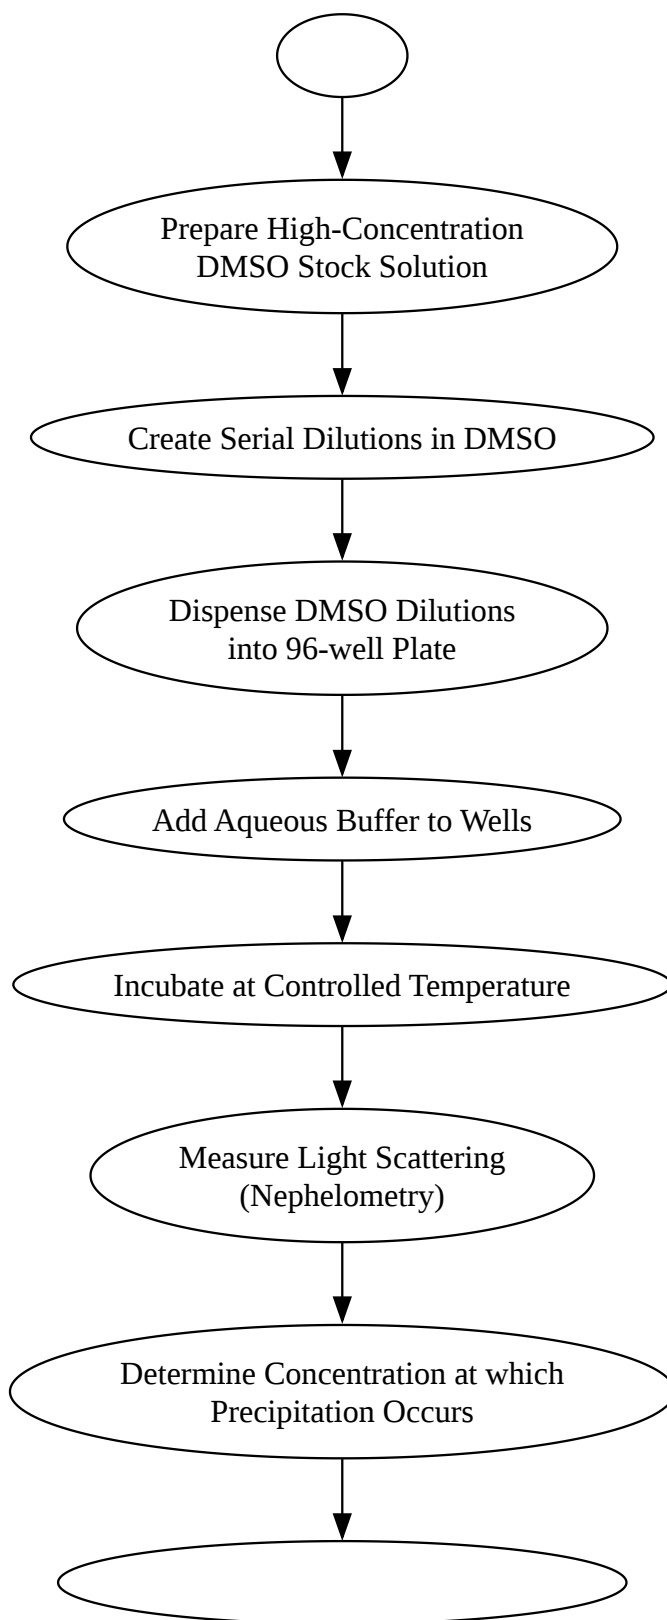 Prepare High-Concentration
DMSO Stock Solution
Create Serial Dilutions in DMSO
Dispense DMSO Dilutions
into 96-well Plate
Add Aqueous Buffer to Wells
Incubate at Controlled Temperature
Measure Light Scattering
(Nephelometry)
Determine Concentration at which
Precipitation Occurs